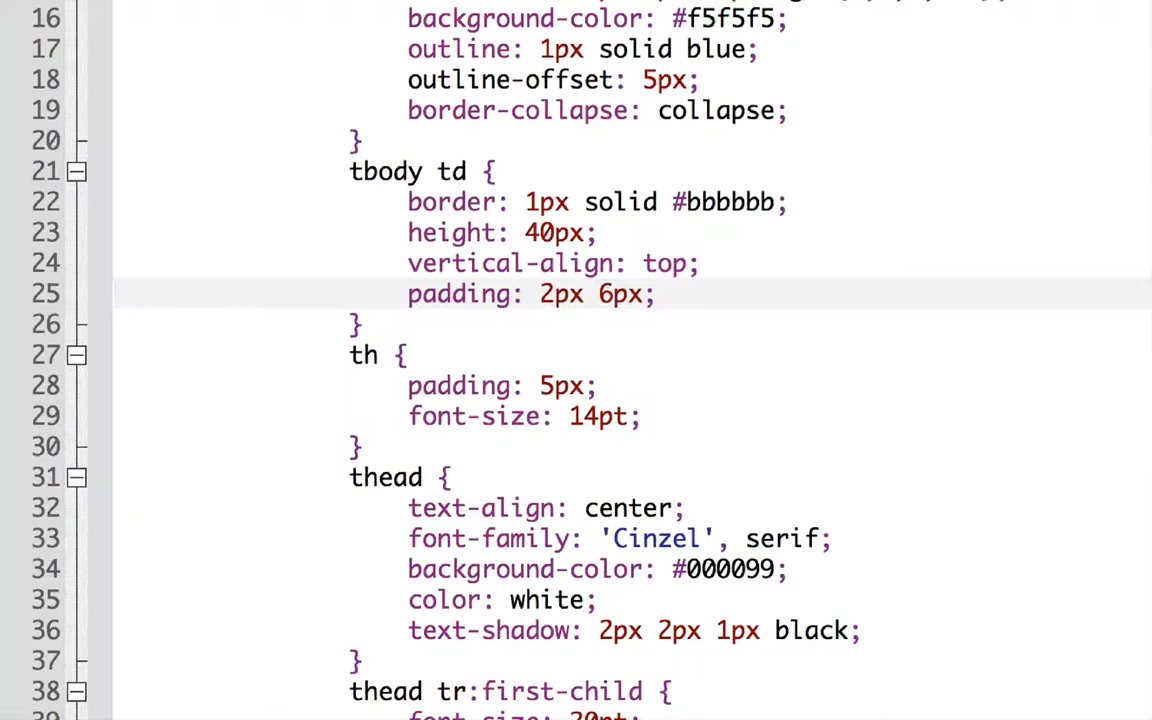 16 background-color: #f5f5f5;
17 outline: 1px solid blue;
18 outline-offset: 5px;
19 border-collapse: collapse;
20 }
21 tbody td {
22 border: 1px solid #bbbbbb;
23 height: 40px;
24 vertical-align: top;
25 padding: 2px 6px;
26 }
27 th {
28 padding: 5px;
29 font-size: 14pt;
30 }
31 thead {
32 text-align: center;
33 font-family: 'Cinzel', serif;
34 background-color: #000099;
35 color: white;
36 text-shadow: 2px 2px 1px black;
37 }
38 thead tr:first-child {
39 font-size: 20pt;